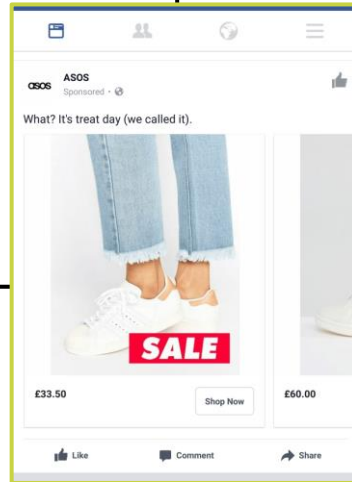 asos ASOS
Sponsored ·
What? It's treat day (we called it).
SALE
£33.50 Shop Now £60.00
Like Comment Share